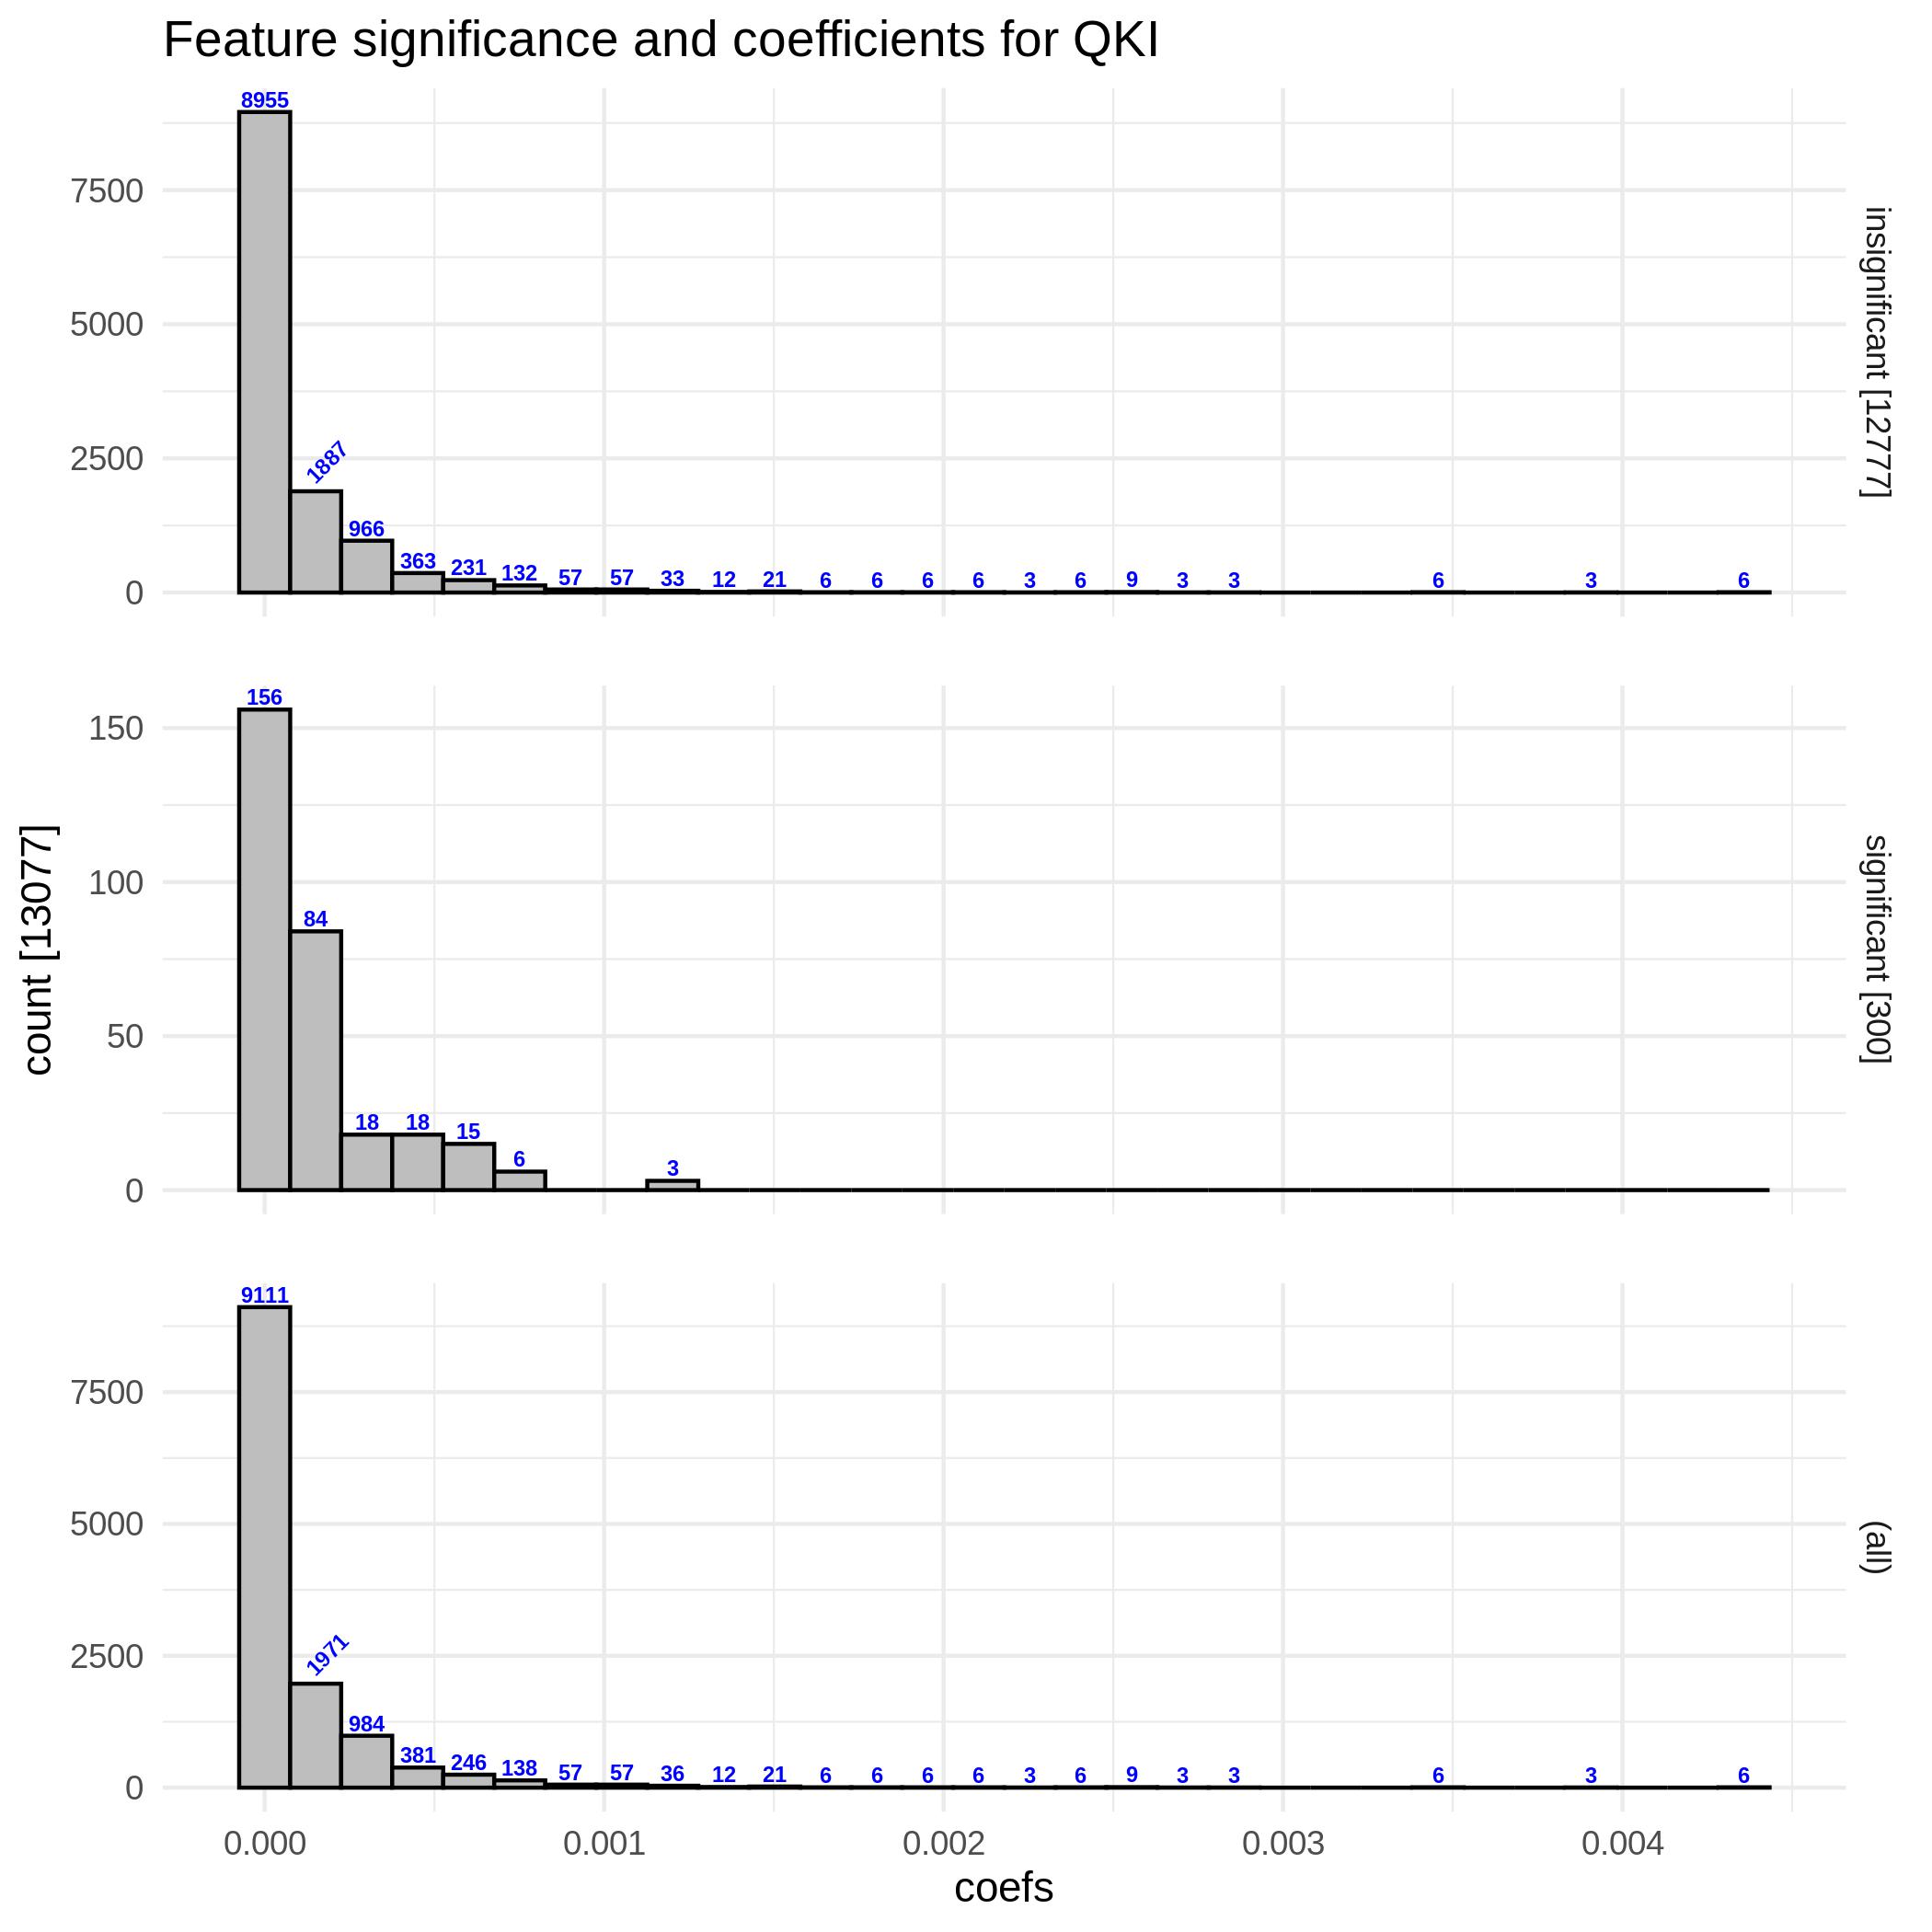 Feature significance and coefficients for QKI
count [13077]
8955
1887
966
363 231 132 57 57 33 12 21 6 6 6 6 3 6 9 3 3 6 3 6
7500
5000
2500
0
insignificant [12777]
156
84
18 18 15 6 3
150
100
50
0
significant [300]
9111
1971
984
381 246 138 57 57 36 12 21 6 6 6 6 3 6 9 3 3 6 3 6
7500
5000
2500
0
(all)
0.000 0.001 0.002 0.003 0.004
coefs